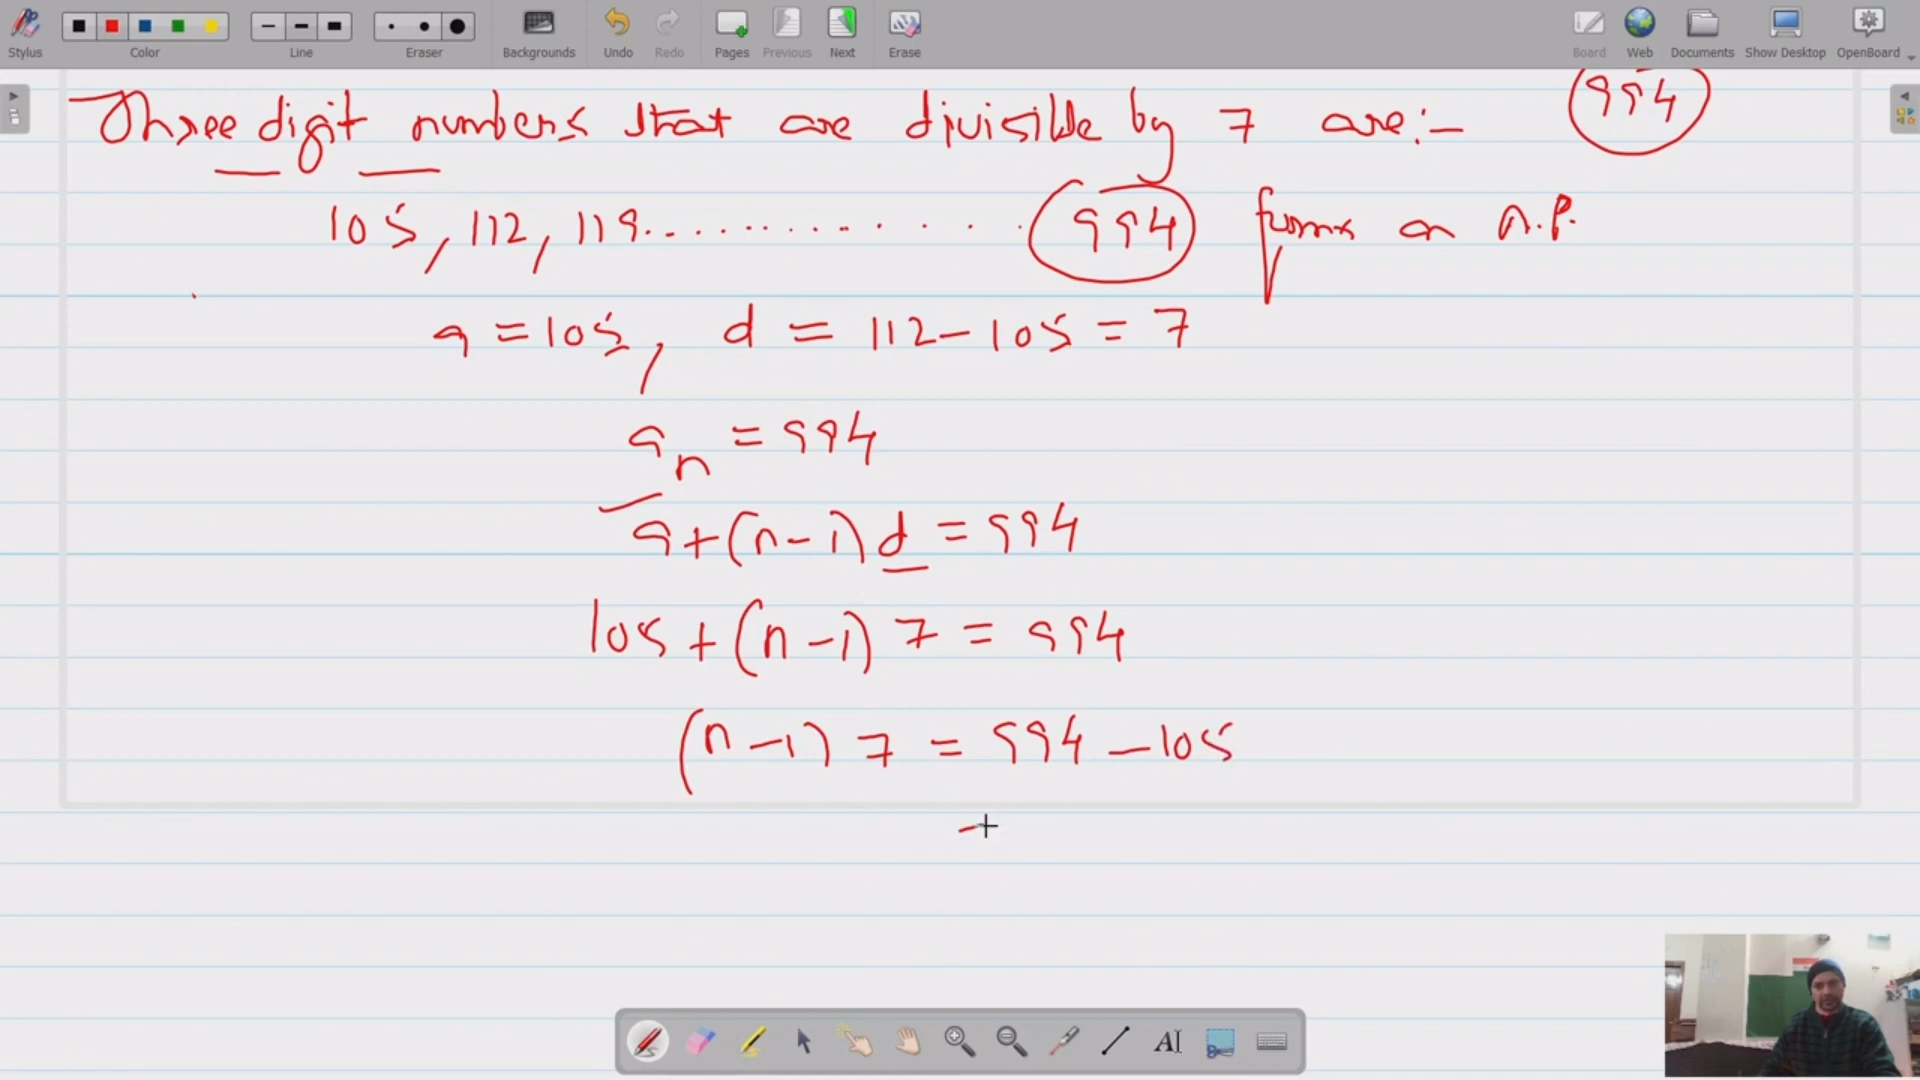 Stylus Color Line Eraser Backgrounds Undo Redo Pages Previous Next Erase Board Web Documents Show Desktop OpenBoard
Three digit numbers that are divisible by 7 are:- 994
105, 112, 119.............. 994 forms an A.P.
a = 105, d = 112 - 105 = 7
an = 994
a + (n-1) d = 994
105 + (n-1) 7 = 994
(n-1) 7 = 994 - 105